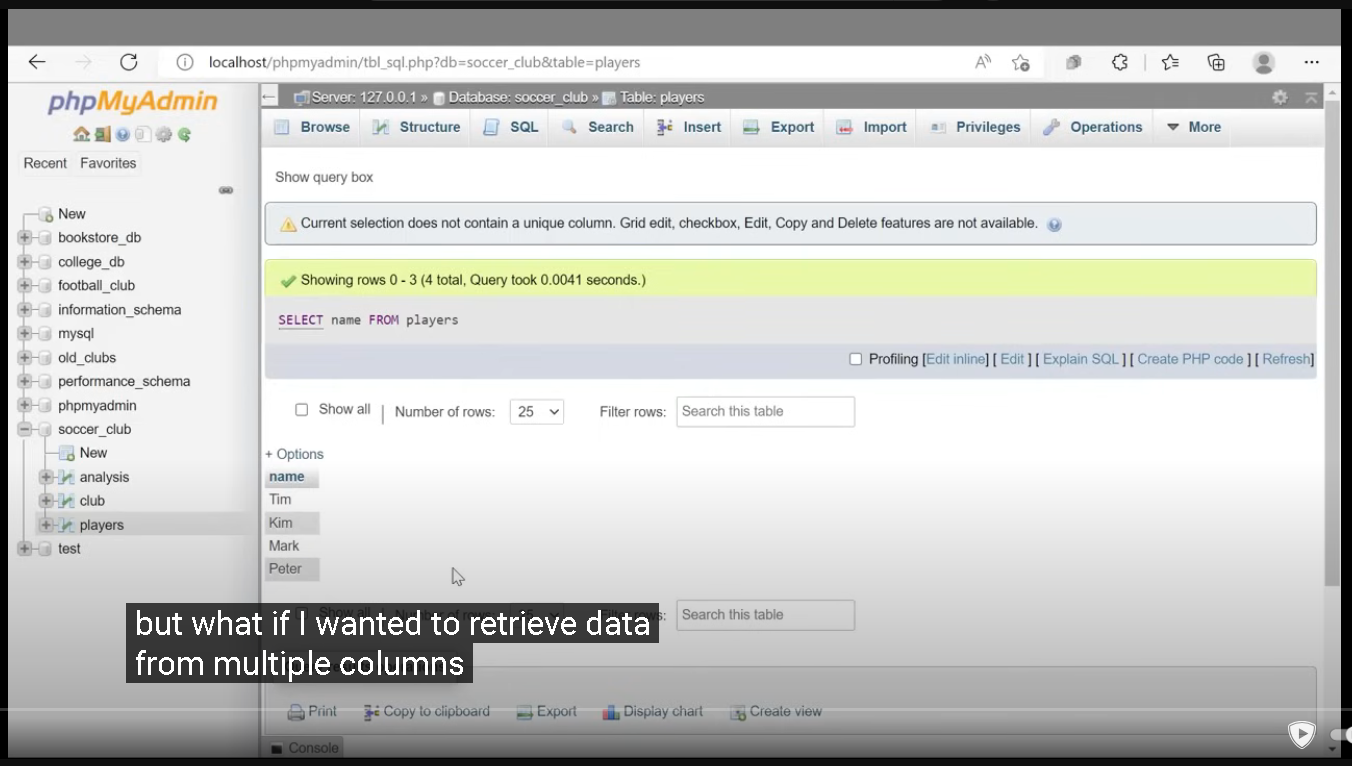 localhost/phpmyadmin/tbl_sql.php?db=soccer_club&table=players
phpMyAdmin
Recent Favorites
New
bookstore_db
college_db
football_club
information_schema
mysql
old_clubs
performance_schema
phpmyadmin
soccer_club
New
analysis
club
players
test
Server: 127.0.0.1 » Database: soccer_club » Table: players
Browse Structure SQL Search Insert Export Import Privileges Operations More
Show query box
Current selection does not contain a unique column. Grid edit, checkbox, Edit, Copy and Delete features are not available.
Showing rows 0 - 3 (4 total, Query took 0.0041 seconds.)
SELECT name FROM players
Profiling [Edit inline] [ Edit ] [ Explain SQL ] [ Create PHP code ] [ Refresh]
Show all | Number of rows: 25 Filter rows: Search this table
+ Options
name
Tim
Kim
Mark
Peter
Show all | Number of rows: 25 Filter rows: Search this table
but what if I wanted to retrieve data
from multiple columns
Print Copy to clipboard Export Display chart Create view
Console